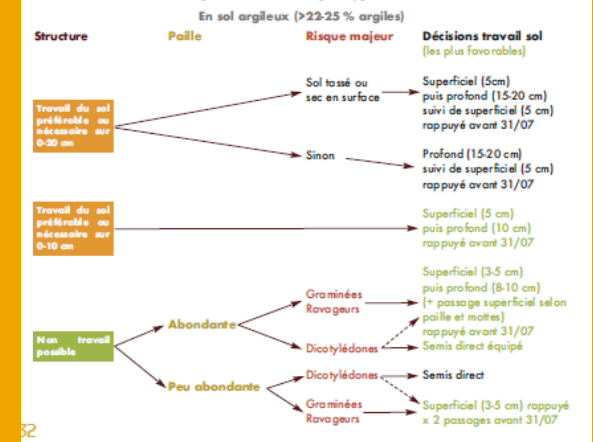 En sol argileux (>22-25 % argiles)
Structure
Paille
Risque majeur
Décisions travail sol
(les plus favorables)
Travail du sol
préférable ou
nécessaire sur
0-20 cm
Sol tassé ou
sec en surface
Superficiel (5cm)
puis profond (15-20 cm)
suivi de superficiel (5 cm)
rappuyé avant 31/07
Sinon
Profond (15-20 cm)
suivi de superficiel (5 cm)
rappuyé avant 31/07
Travail du sol
préférable ou
nécessaire sur
0-10 cm
Superficiel (5 cm)
puis profond (10 cm)
rappuyé avant 31/07
Non travail
possible
Abondante
Graminées
Ravageurs
Superficiel (3-5 cm)
puis profond (8-10 cm)
(+ passage superficiel selon
paille et mottes)
rappuyé avant 31/07
Dicotylédones
Semis direct équipé
Peu abondante
Dicotylédones
Semis direct
Graminées
Ravageurs
Superficiel (3-5 cm) rappuyé
x 2 passages avant 31/07
32